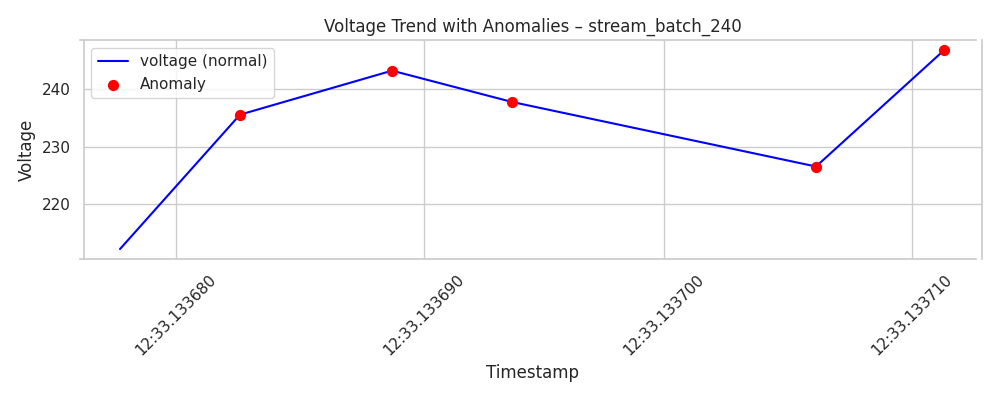 Voltage Trend with Anomalies – stream_batch_240
voltage (normal)
Anomaly
Voltage
240
230
220
12:33.133680
12:33.133690
12:33.133700
12:33.133710
Timestamp